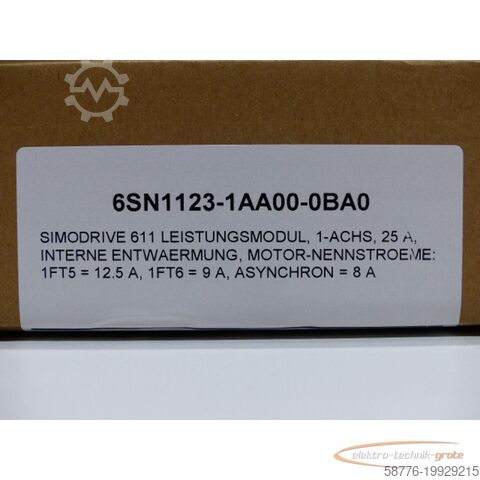 6SN1123-1AA00-0BA0
SIMODRIVE 611 LEISTUNGSMODUL, 1-ACHS, 25 A,
INTERNE ENTWAERMUNG, MOTOR-NENNSTROEME:
1FT5 = 12.5 A, 1FT6 = 9 A, ASYNCHRON = 8 A
elektro-technik-grote
58776-19929215